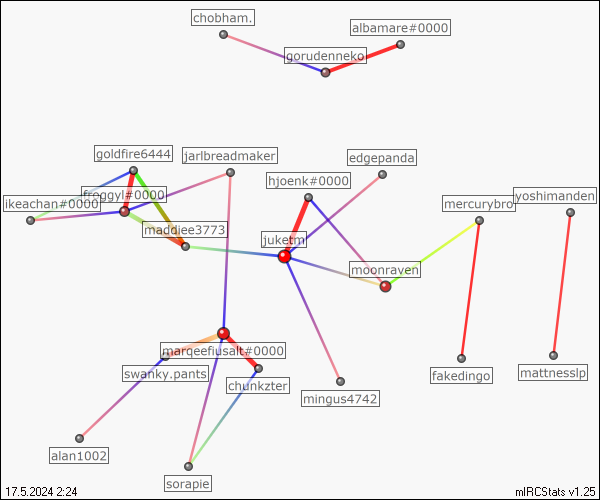 chobham.
albamare#0000
gorudenneko
goldfire6444
jarlbreadmaker
edgepanda
hjoenk#0000
froggyl#0000
ikeachan#0000
mercurybro
yoshimanden
maddiee3773
juketmi
moonraven
marqeefiusalt#0000
swanky.pants
chunkzter
fakedingo
mattnesslp
mingus4742
alan1002
sorapie
17.5.2024 2:24
mIRCStats v1.25